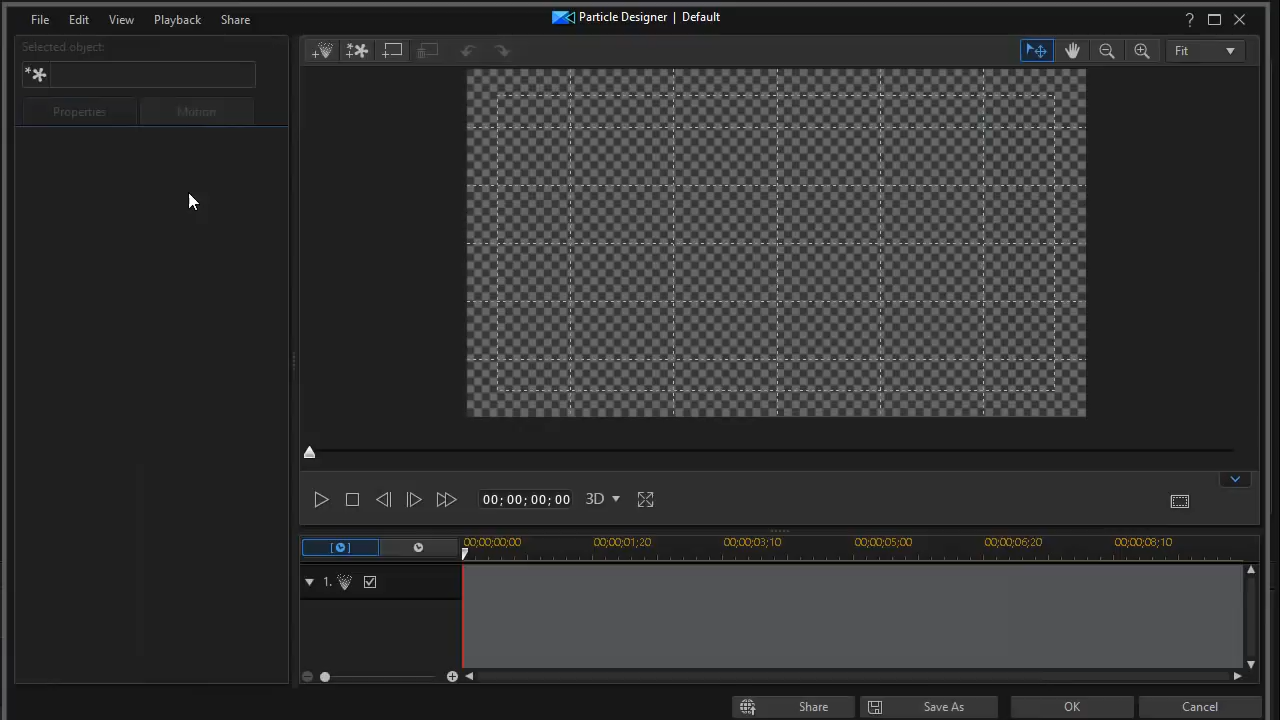 Particle Designer | Default
File Edit View Playback Share
?
Selected object:
Fit
Properties Motion
00;00;00;00 3D
00;00;00;00 00;00;01;20 00;00;03;10 00;00;05;00 00;00;06;20 00;00;08;10
1.
Share Save As OK Cancel